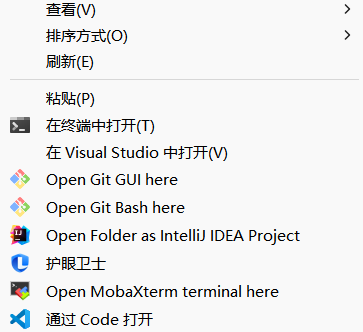 查看(V)
排序方式(O)
刷新(E)
粘贴(P)
在终端中打开(T)
在 Visual Studio 中打开(V)
Open Git GUI here
Open Git Bash here
Open Folder as IntelliJ IDEA Project
护眼卫士
Open MobaXterm terminal here
通过 Code 打开